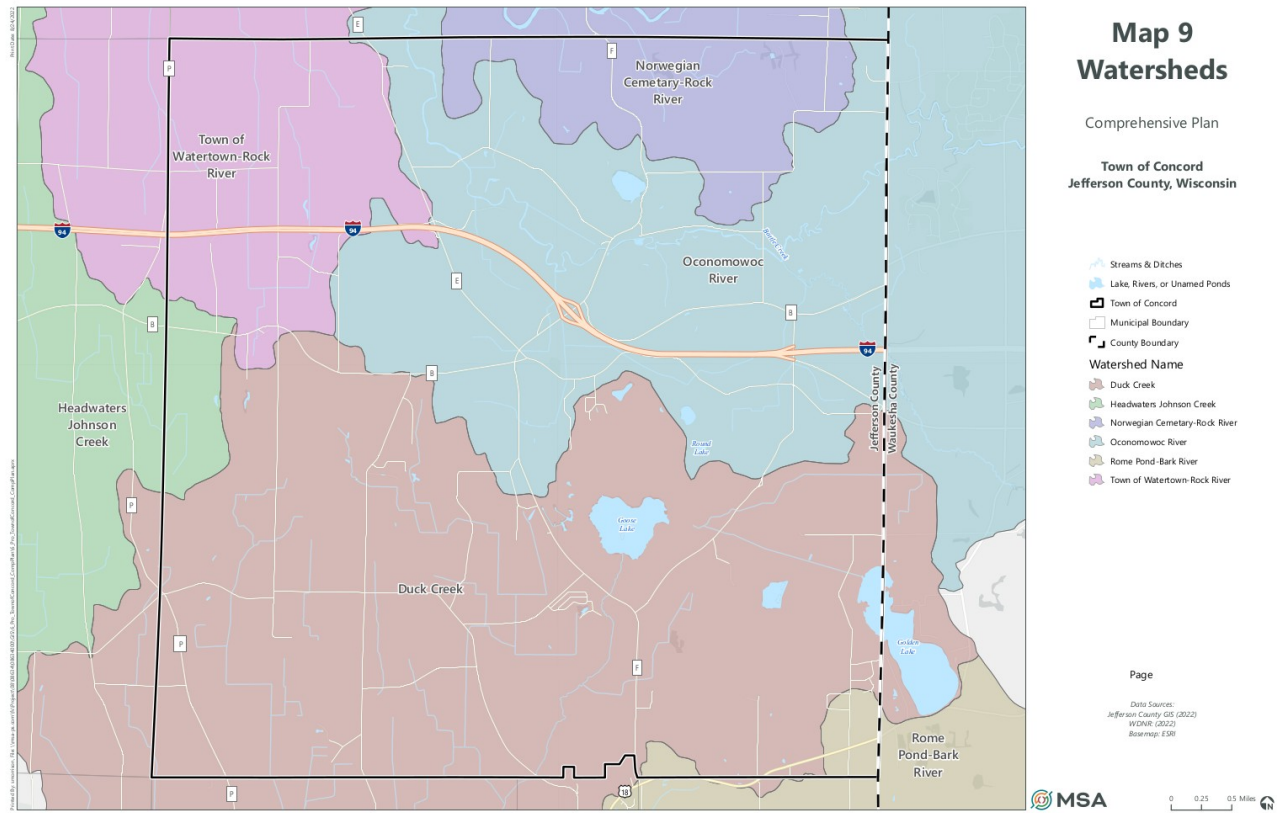 Map 9
Watersheds
Comprehensive Plan
Town of Concord
Jefferson County, Wisconsin
Streams & Ditches
Lake, Rivers, or Unamed Ponds
Town of Concord
Municipal Boundary
County Boundary
Watershed Name
Duck Creek
Headwaters Johnson Creek
Norwegian Cemetary-Rock River
Oconomowoc River
Rome Pond-Bark River
Town of Watertown-Rock River
Page
Data Sources:
Jefferson County GIS (2022)
WDNR: (2022)
Basemap: ESRI
MSA
0 0.25 0.5 Miles
N
E
F
P
Norwegian
Cemetary-Rock
River
Town of
Watertown-Rock
River
94
94
Oconomowoc
River
E
B
B
94
B
Jefferson County
Waukesha County
Headwaters
Johnson
Creek
Round
Lake
P
Goose
Lake
Duck Creek
P
Golden
Lake
F
Rome
Pond-Bark
River
18
P